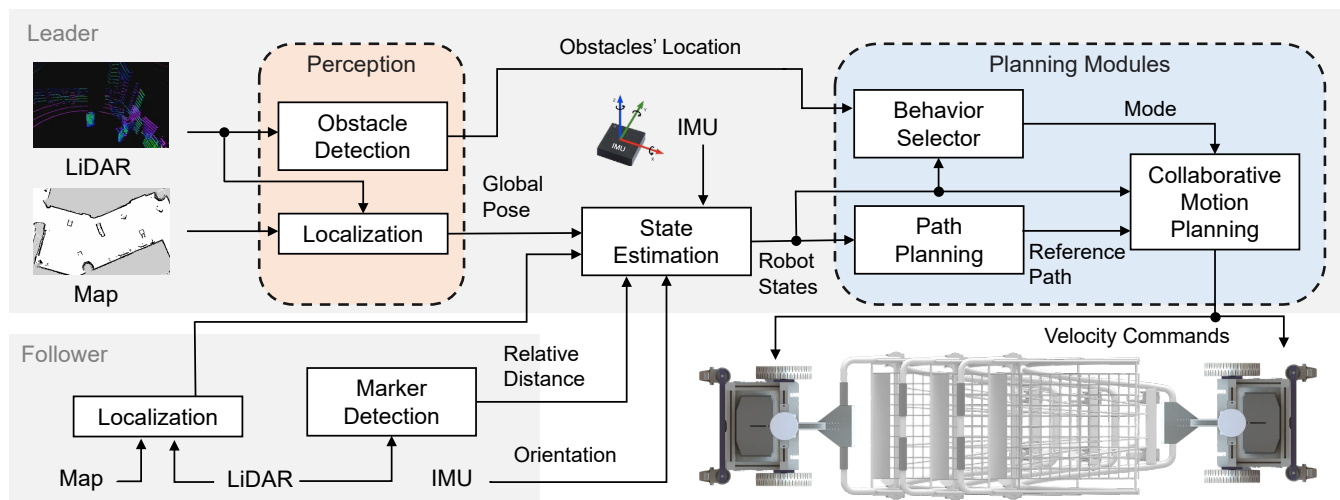 Leader
LiDAR
Map
Perception
Obstacle
Detection
Localization
Obstacles' Location
Global
Pose
IMU
IMU
State
Estimation
Robot
States
Planning Modules
Behavior
Selector
Mode
Path
Planning
Reference
Path
Collaborative
Motion
Planning
Velocity Commands
Follower
Localization
Map
LiDAR
Marker
Detection
Relative
Distance
IMU
Orientation